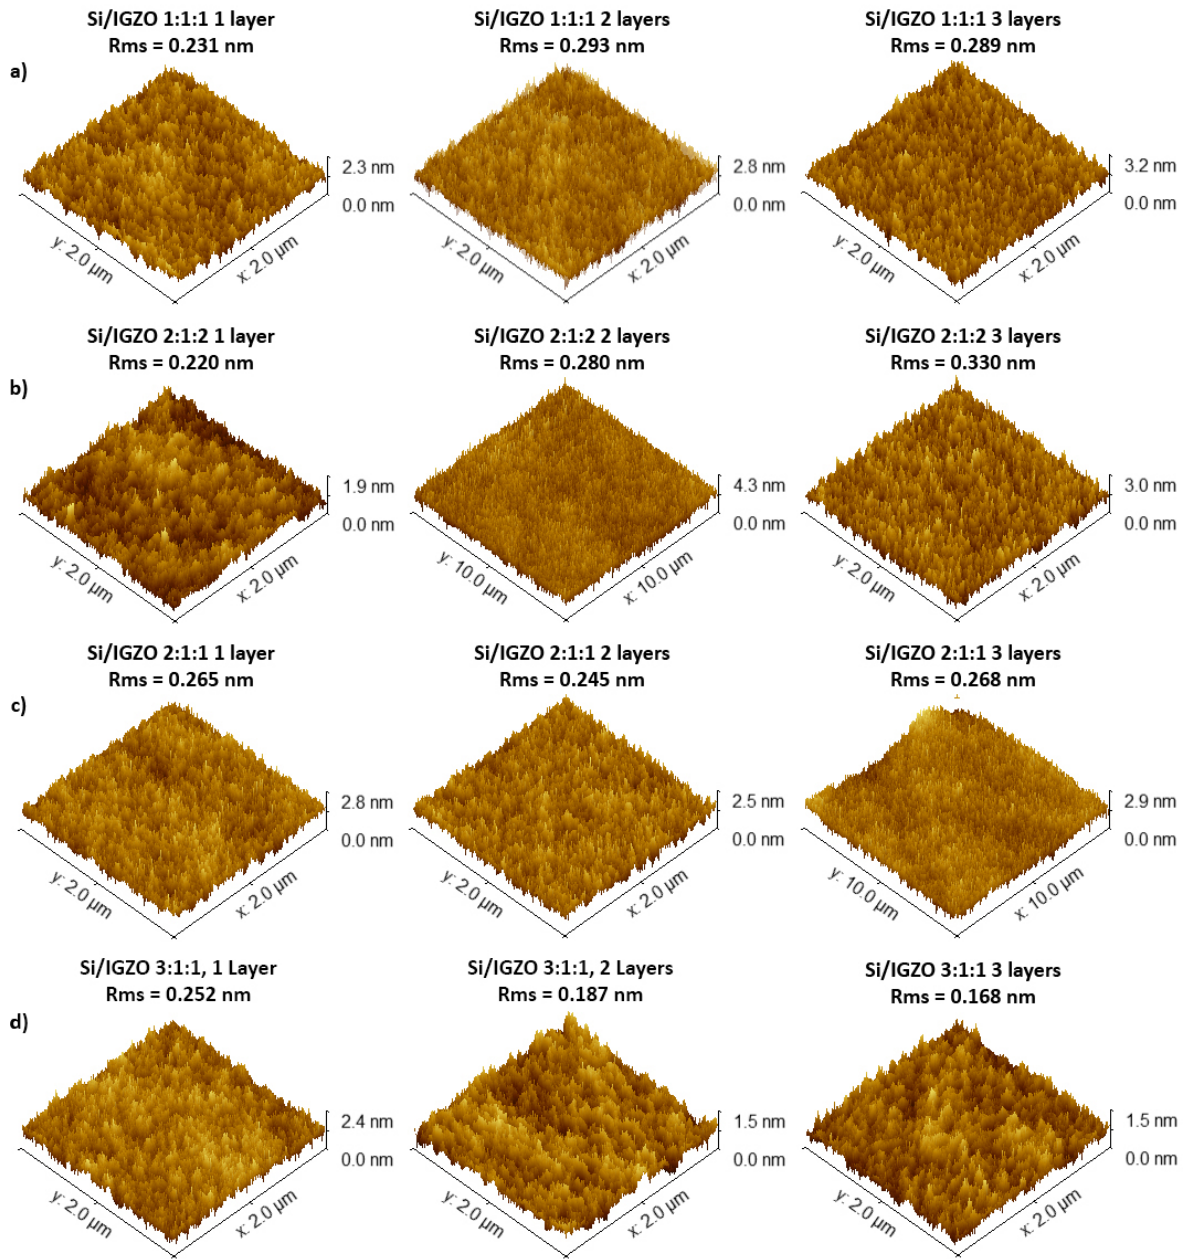 Si/IGZO 1:1:1 1 layer
Rms = 0.231 nm
Si/IGZO 1:1:1 2 layers
Rms = 0.293 nm
Si/IGZO 1:1:1 3 layers
Rms = 0.289 nm
a)
2.3 nm
0.0 nm
y: 2.0 µm
x: 2.0 µm
2.8 nm
0.0 nm
y: 2.0 µm
x: 2.0 µm
3.2 nm
0.0 nm
y: 2.0 µm
x: 2.0 µm
Si/IGZO 2:1:2 1 layer
Rms = 0.220 nm
Si/IGZO 2:1:2 2 layers
Rms = 0.280 nm
Si/IGZO 2:1:2 3 layers
Rms = 0.330 nm
b)
1.9 nm
0.0 nm
y: 2.0 µm
x: 2.0 µm
4.3 nm
0.0 nm
y: 10.0 µm
x: 10.0 µm
3.0 nm
0.0 nm
y: 2.0 µm
x: 2.0 µm
Si/IGZO 2:1:1 1 layer
Rms = 0.265 nm
Si/IGZO 2:1:1 2 layers
Rms = 0.245 nm
Si/IGZO 2:1:1 3 layers
Rms = 0.268 nm
c)
2.8 nm
0.0 nm
y: 2.0 µm
x: 2.0 µm
2.5 nm
0.0 nm
y: 2.0 µm
x: 2.0 µm
2.9 nm
0.0 nm
y: 10.0 µm
x: 10.0 µm
Si/IGZO 3:1:1, 1 Layer
Rms = 0.252 nm
Si/IGZO 3:1:1, 2 Layers
Rms = 0.187 nm
Si/IGZO 3:1:1 3 layers
Rms = 0.168 nm
d)
2.4 nm
0.0 nm
y: 2.0 µm
x: 2.0 µm
1.5 nm
0.0 nm
y: 2.0 µm
x: 2.0 µm
1.5 nm
0.0 nm
y: 2.0 µm
x: 2.0 µm